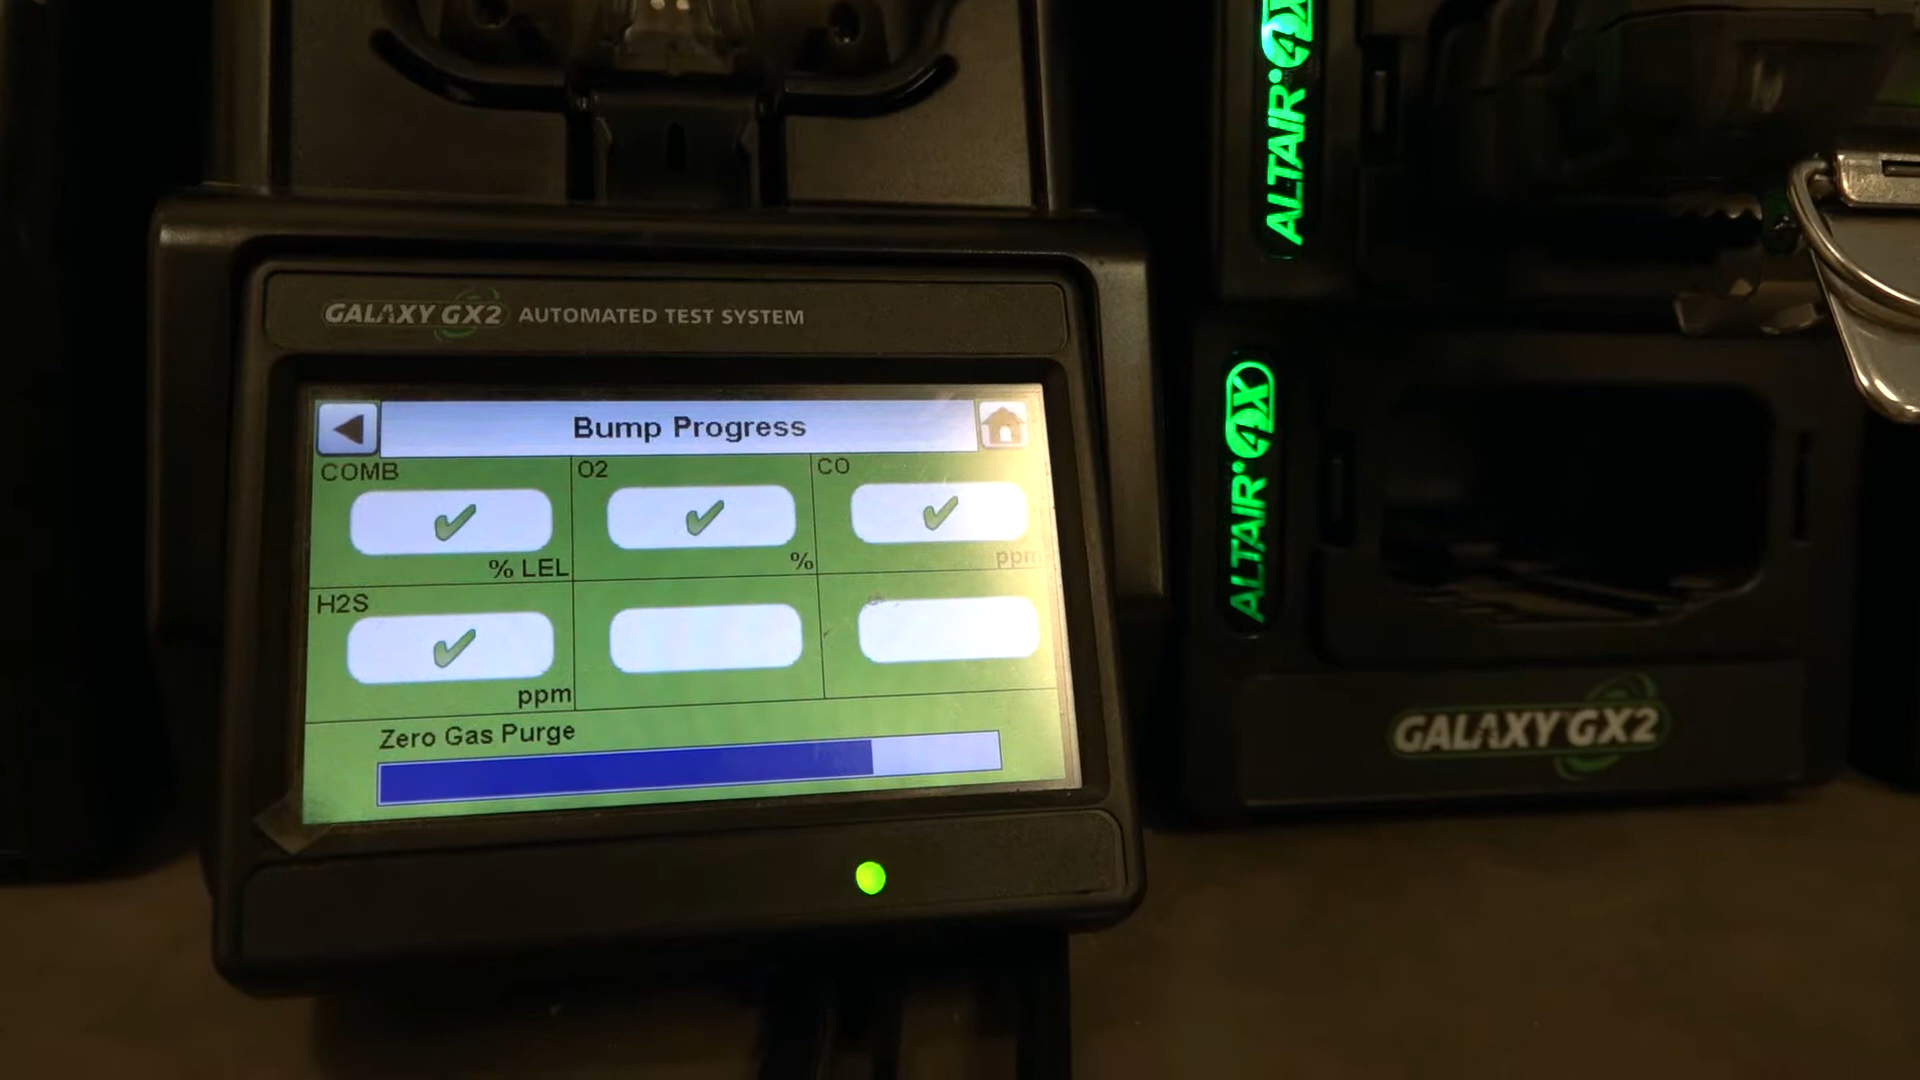 ALTAIR 4X
GALAXY GX2 AUTOMATED TEST SYSTEM
Bump Progress
COMB
O2
CO
% LEL
%
ppm
H2S
ppm
Zero Gas Purge
ALTAIR 4X
GALAXY GX2